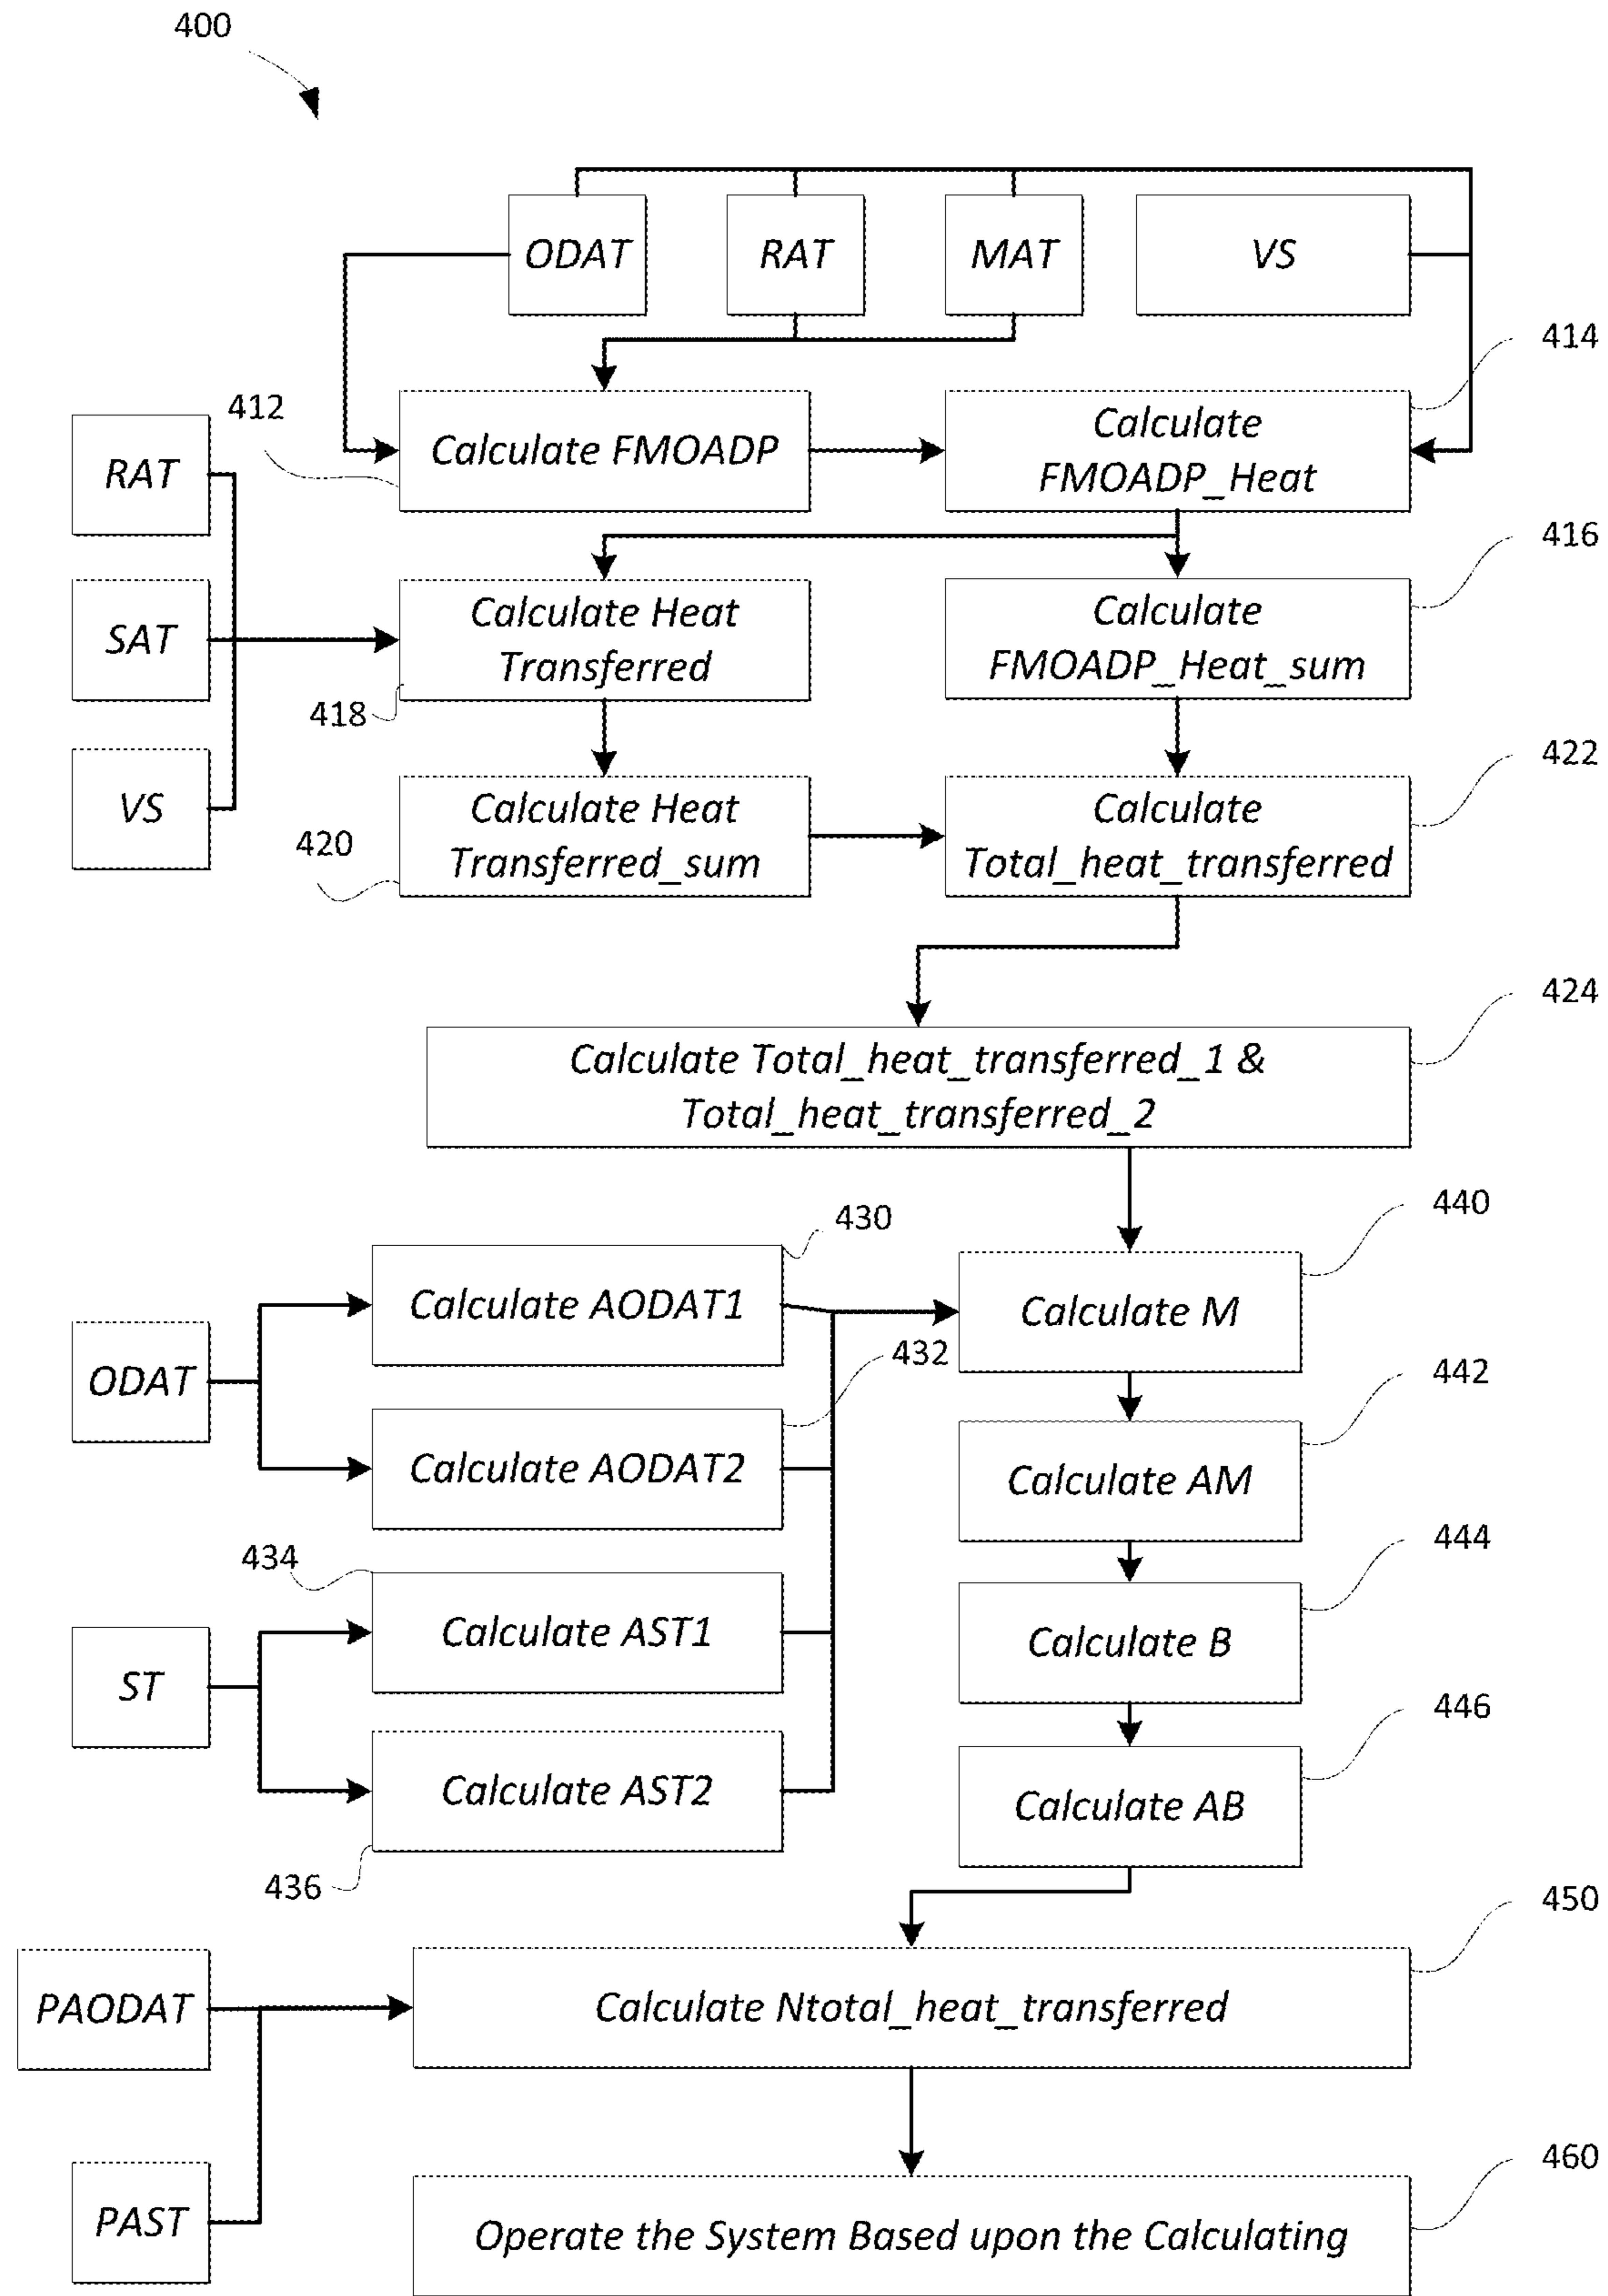 400
ODAT
RAT
MAT
VS
414
412
Calculate FMOADP
Calculate
FMOADP_Heat
RAT
416
SAT
Calculate Heat
Transferred
Calculate
FMOADP_Heat_sum
418
422
VS
Calculate Heat
Transferred_sum
Calculate
Total_heat_transferred
420
424
Calculate Total_heat_transferred_1 &
Total_heat_transferred_2
440
430
Calculate AODAT1
Calculate M
432
ODAT
442
Calculate AODAT2
Calculate AM
434
444
Calculate AST1
Calculate B
ST
446
Calculate AST2
Calculate AB
436
450
PAODAT
Calculate Ntotal_heat_transferred
460
PAST
Operate the System Based upon the Calculating